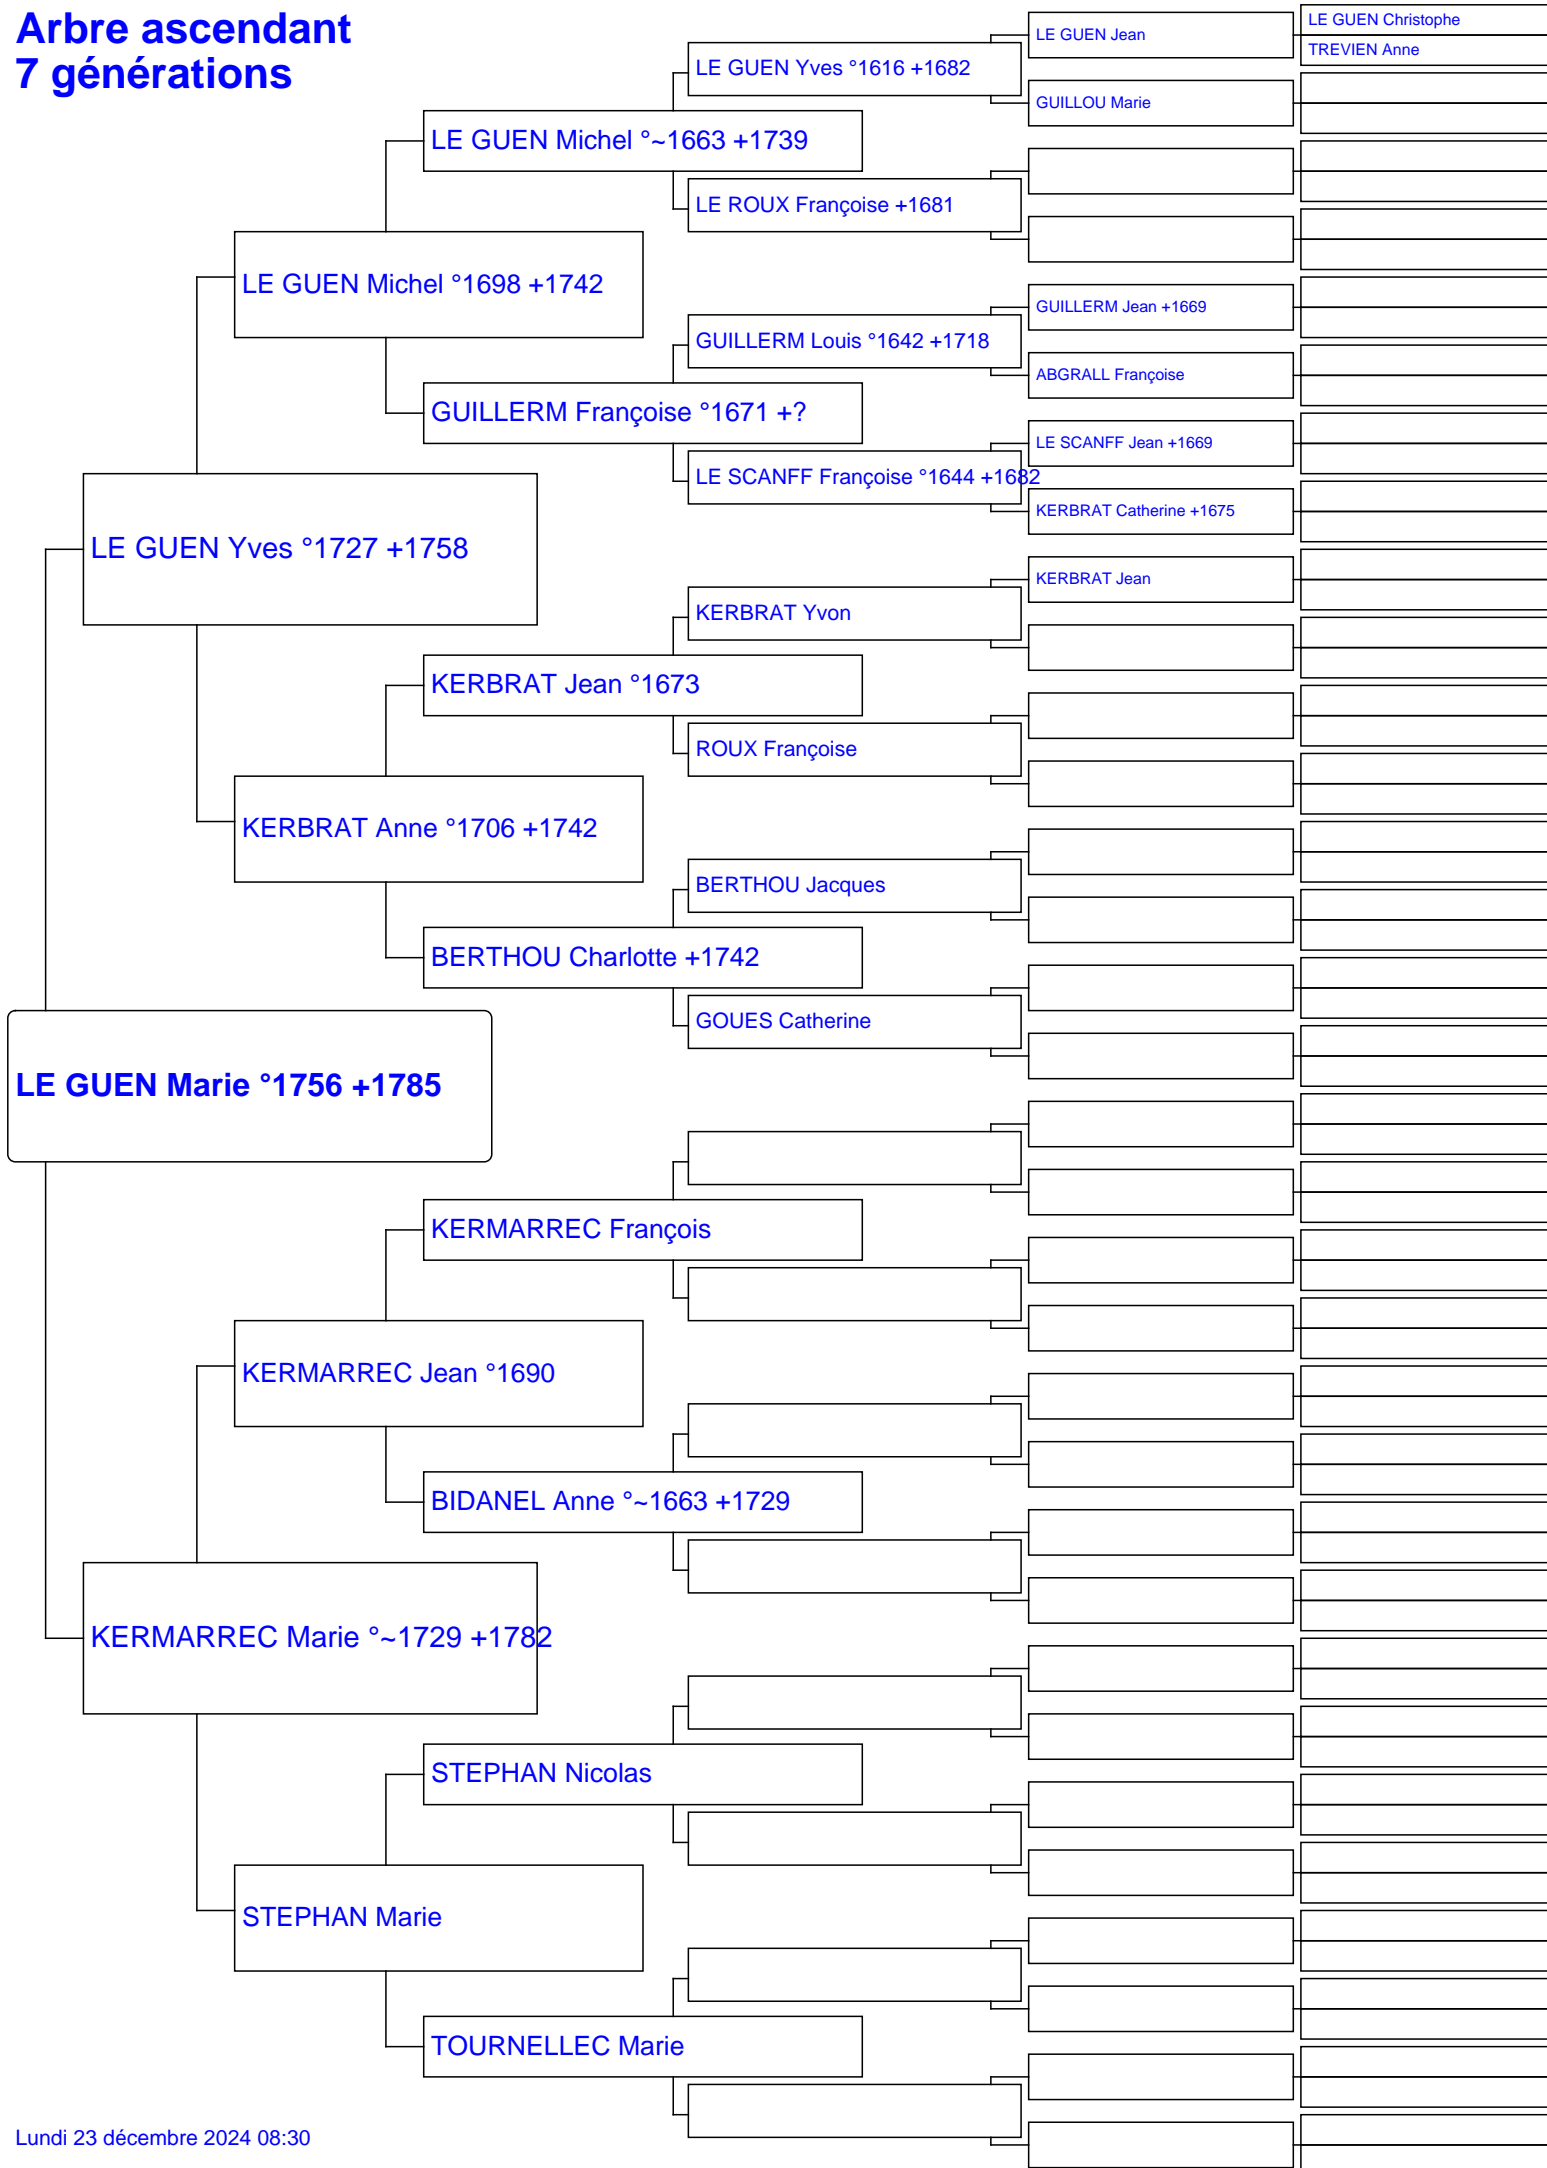 Arbre ascendant
7 générations
LE GUEN Christophe
LE GUEN Jean
TREVIEN Anne
LE GUEN Yves °1616 +1682
GUILLOU Marie
LE GUEN Michel °~1663 +1739
LE ROUX Françoise +1681
LE GUEN Michel °1698 +1742
GUILLERM Jean +1669
GUILLERM Louis °1642 +1718
ABGRALL Françoise
GUILLERM Françoise °1671 +?
LE SCANFF Jean +1669
LE SCANFF Françoise °1644 +1682
KERBRAT Catherine +1675
LE GUEN Yves °1727 +1758
KERBRAT Jean
KERBRAT Yvon
KERBRAT Jean °1673
ROUX Françoise
KERBRAT Anne °1706 +1742
BERTHOU Jacques
BERTHOU Charlotte +1742
GOUES Catherine
LE GUEN Marie °1756 +1785
KERMARREC François
KERMARREC Jean °1690
BIDANEL Anne °~1663 +1729
KERMARREC Marie °~1729 +1782
STEPHAN Nicolas
STEPHAN Marie
TOURNELLEC Marie
Lundi 23 décembre 2024 08:30